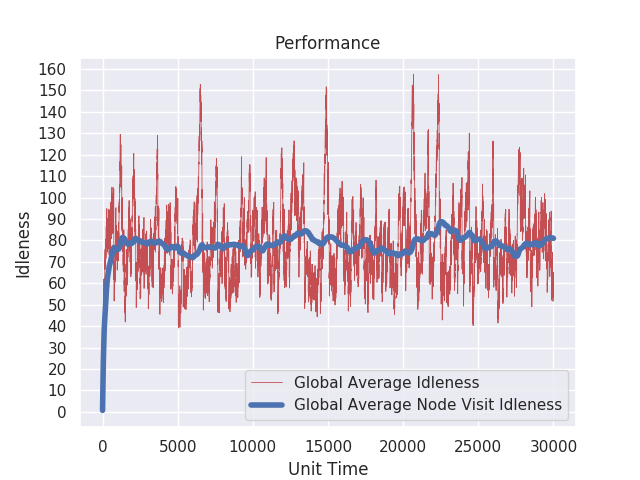 Performance
160
150
140
130
120
110
100
90
80
70
60
50
40
30
20
10
0
Idleness
Global Average Idleness
Global Average Node Visit Idleness
0 5000 10000 15000 20000 25000 30000
Unit Time